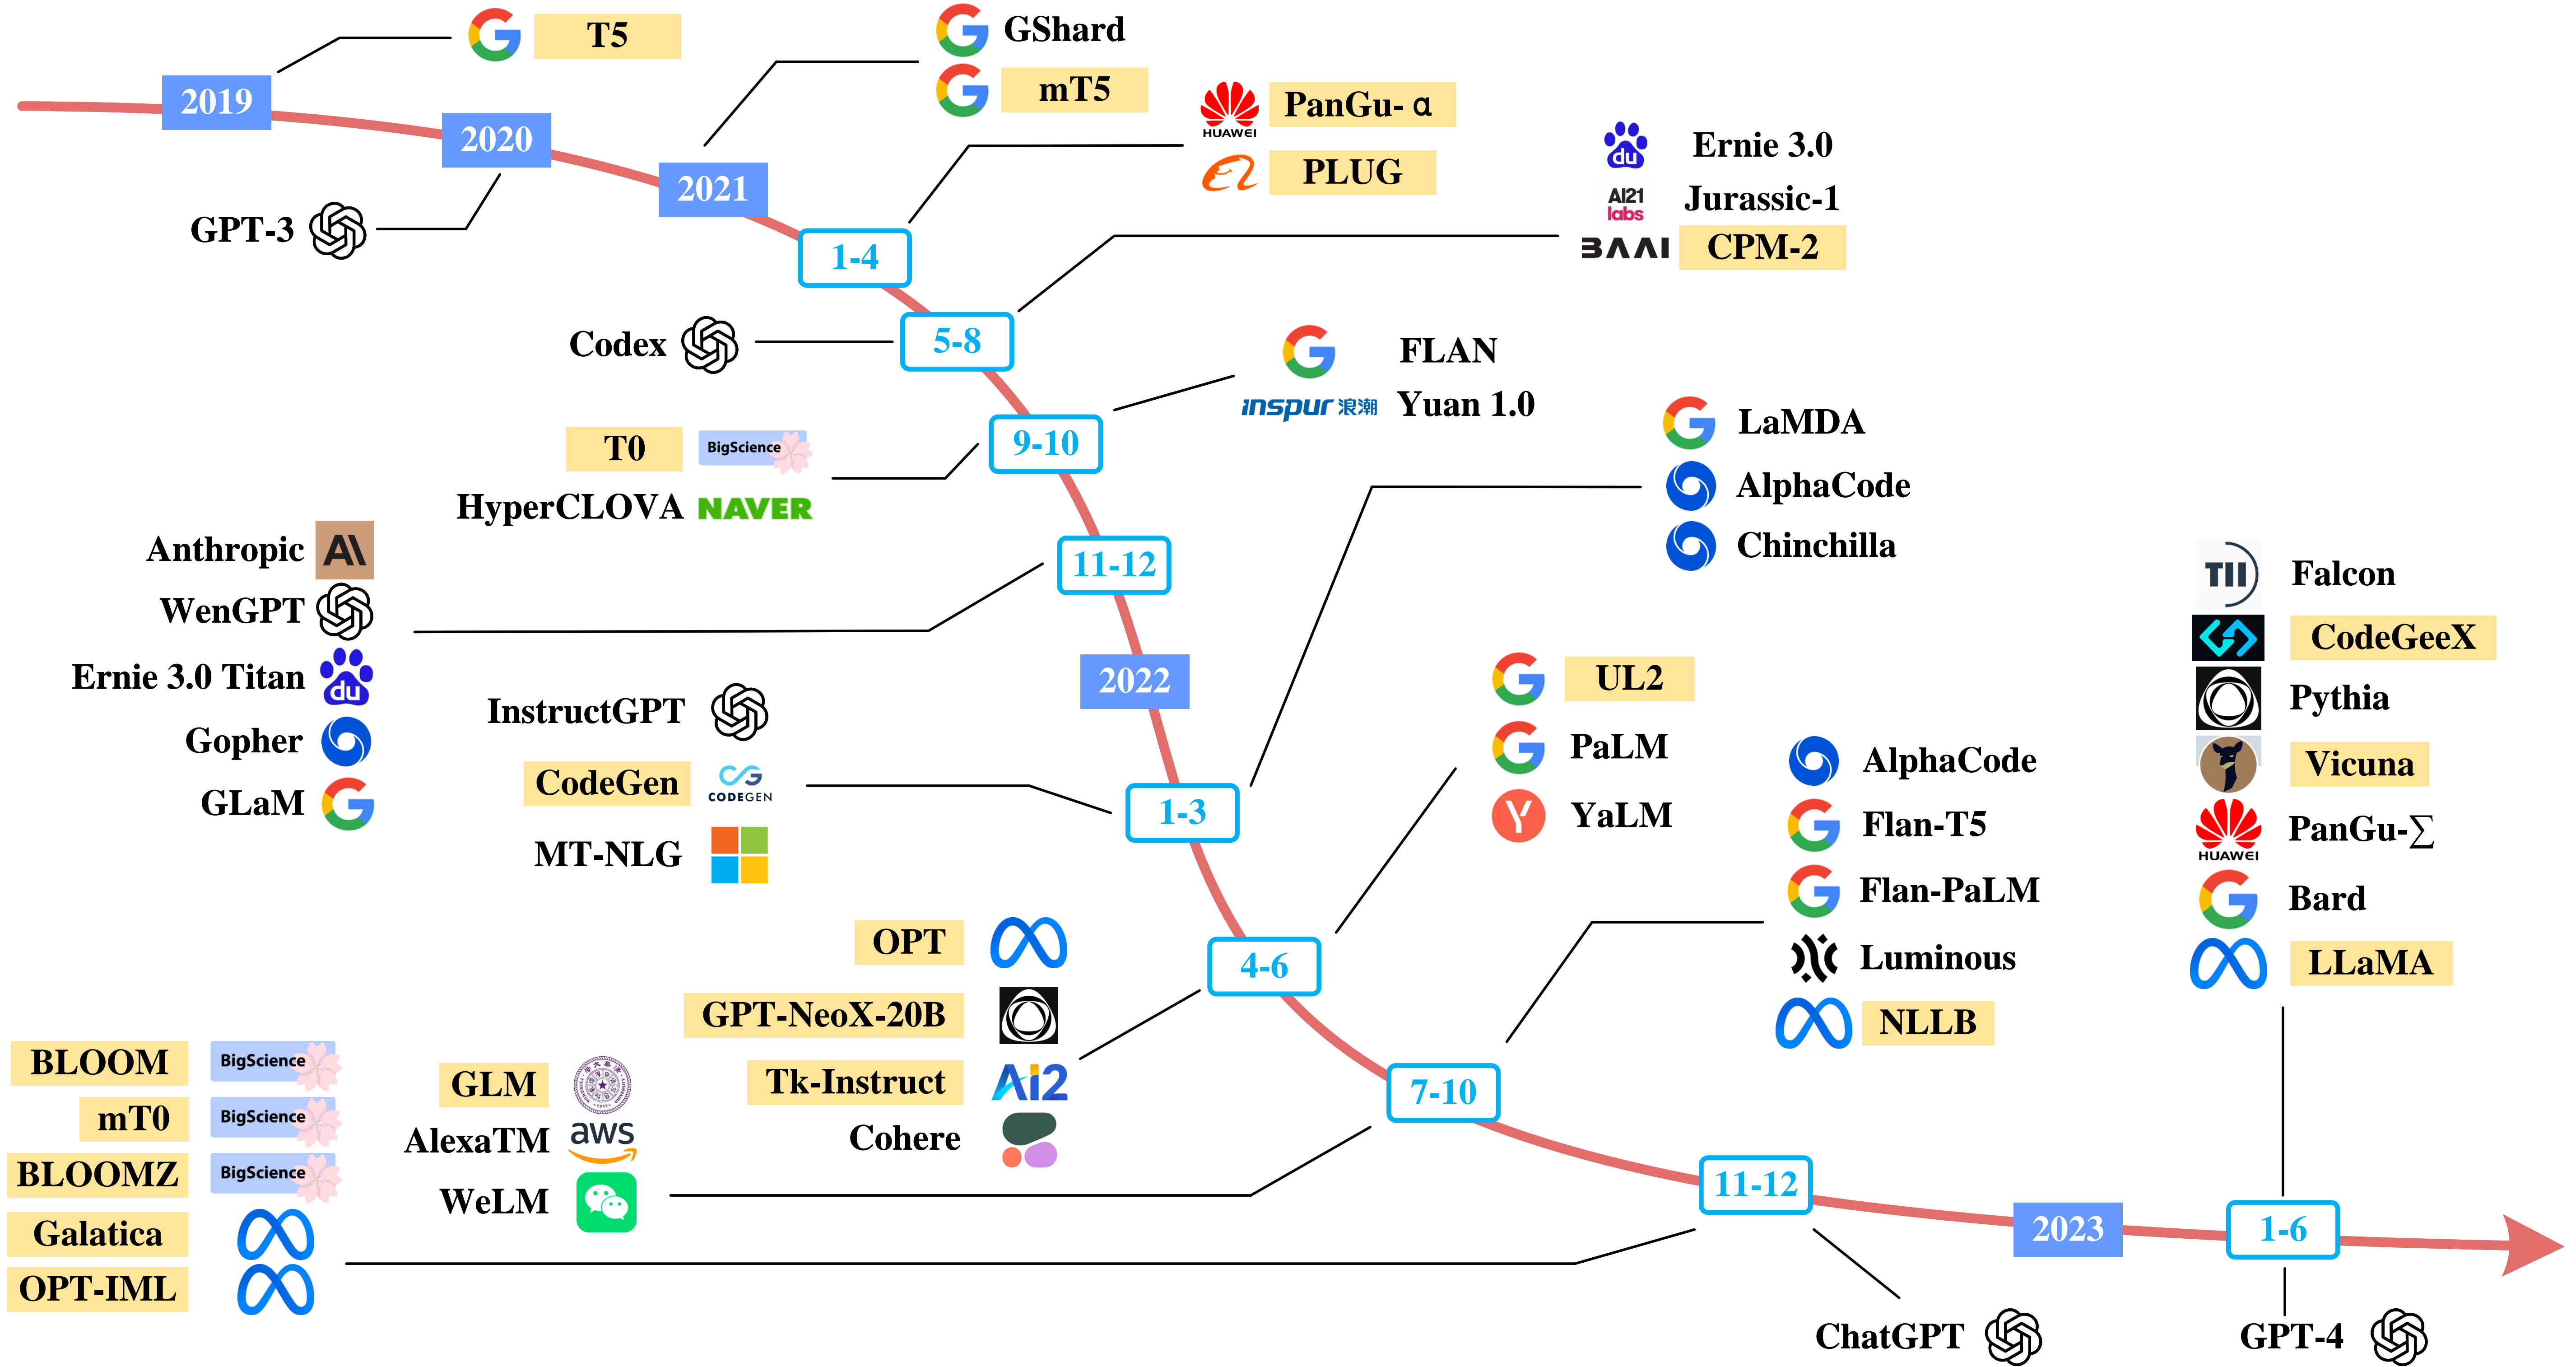 T5
2019
GPT-3
2020
GShard
mT5
2021
HUAWEI PanGu-α
PLUG
1-4
du Ernie 3.0
AI21 labs Jurassic-1
BAAI CPM-2
Codex
5-8
FLAN
inspur 浪潮 Yuan 1.0
T0 BigScience
HyperCLOVA NAVER
9-10
Anthropic AI
WenGPT
Ernie 3.0 Titan du
Gopher
GLaM
11-12
2022
LaMDA
AlphaCode
Chinchilla
InstructGPT
CodeGen CODEGEN
MT-NLG
1-3
UL2
PaLM
YaLM
OPT
GPT-NeoX-20B
Tk-Instruct Ai2
Cohere
4-6
AlphaCode
Flan-T5
Flan-PaLM
Luminous
NLLB
GLM
AlexaTM aws
WeLM
7-10
BLOOM BigScience
mT0 BigScience
BLOOMZ BigScience
Galatica
OPT-IML
11-12
ChatGPT
2023
TII Falcon
CodeGeeX
Pythia
Vicuna
HUAWEI PanGu-∑
Bard
LLaMA
1-6
GPT-4